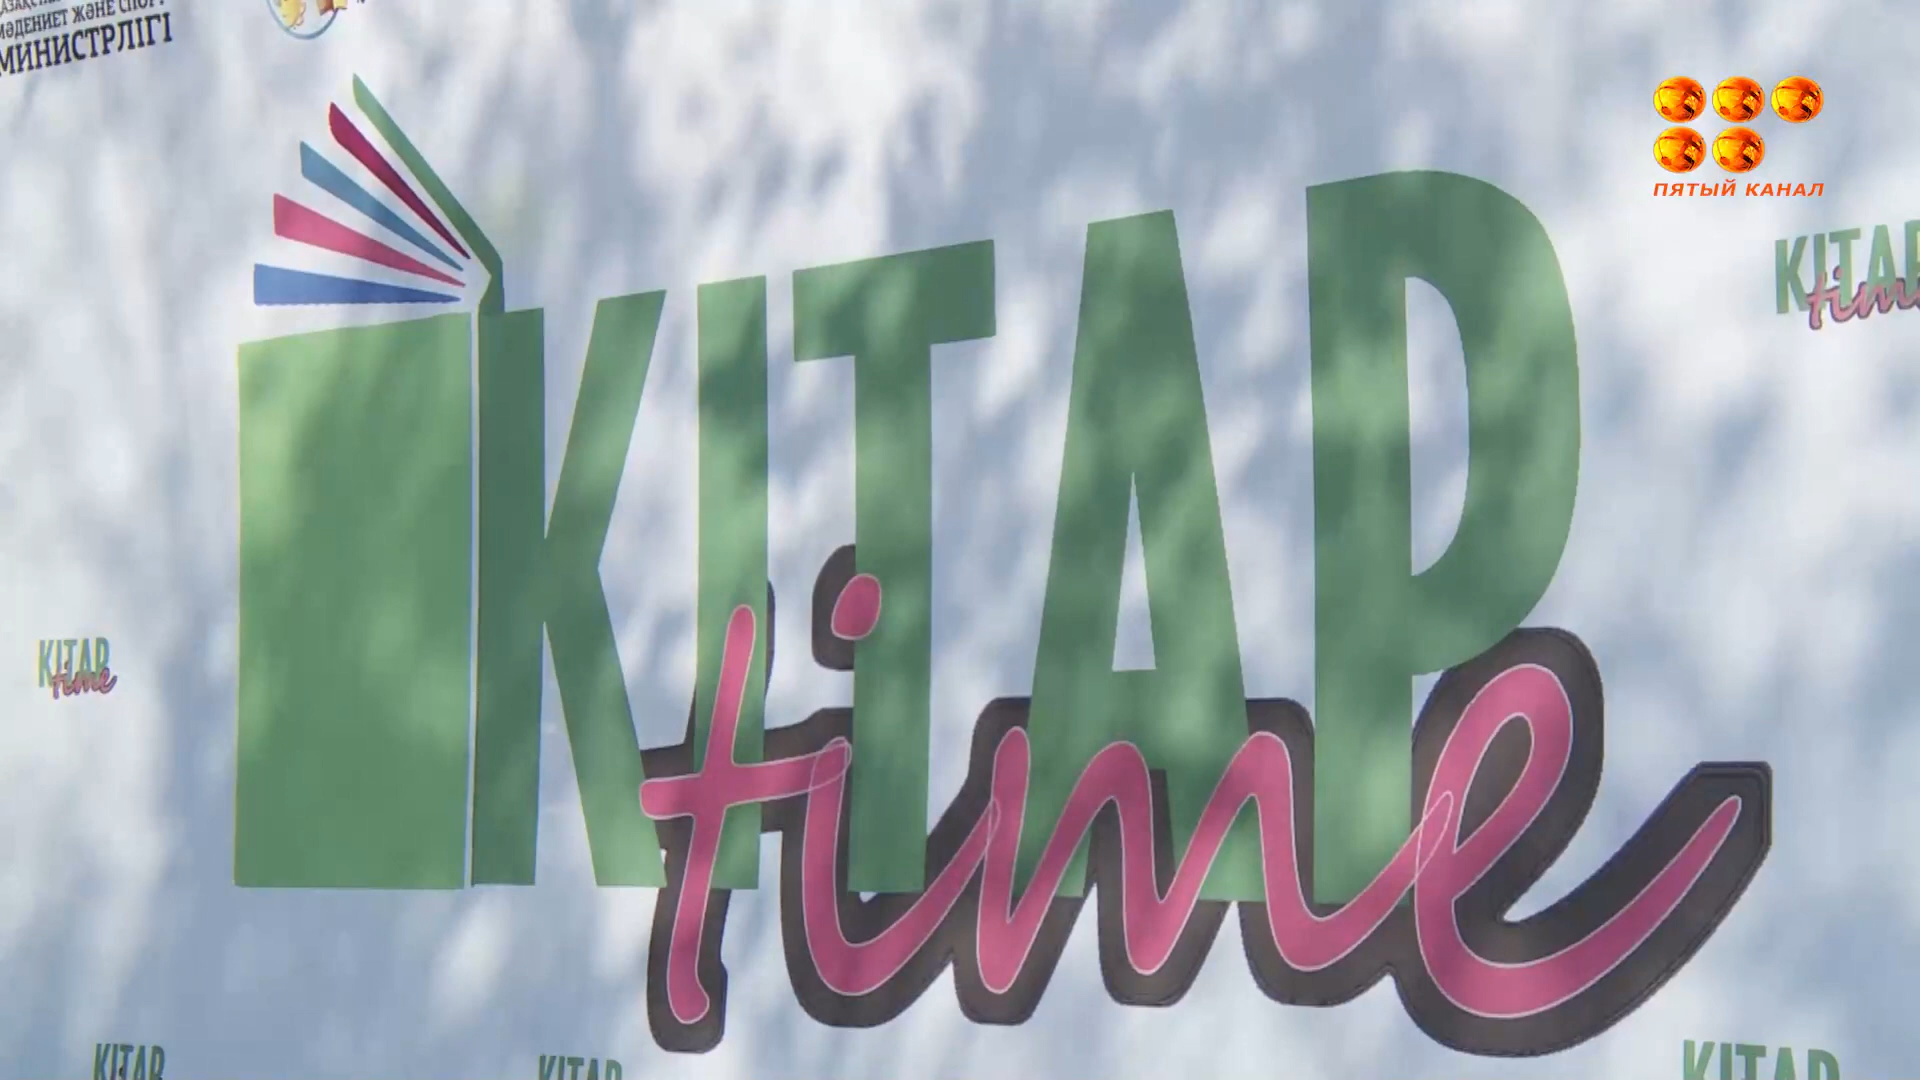 МӘДЕНИЕТ ЖӘНЕ СПОРТ
МИНИСТРЛІГІ
ПЯТЫЙ КАНАЛ
KITAP
time
KITAP
time
KITAP
time
KITAP
KITAP
KITAP